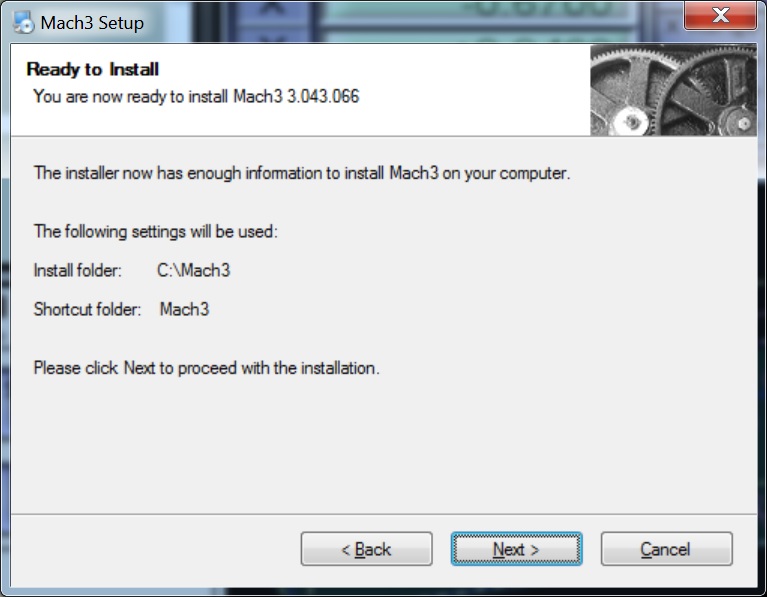 Mach3 Setup
Ready to Install
You are now ready to install Mach3 3.043.066
The installer now has enough information to install Mach3 on your computer.
The following settings will be used:
Install folder: C:\Mach3
Shortcut folder: Mach3
Please click Next to proceed with the installation.
< Back Next > Cancel